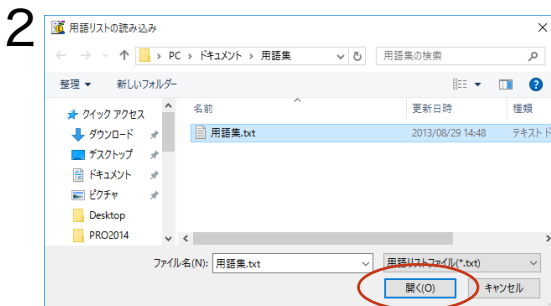 2
用語リストの読み込み
PC > ドキュメント > 用語集
用語集の検索
整理 新しいフォルダー
名前 更新日時 種類
クイック アクセス
用語集.txt 2013/08/29 14:48 テキスト ド
ダウンロード
デスクトップ
ドキュメント
ピクチャ
Desktop
PRO2014
ファイル名(N): 用語集.txt 用語リストファイル(*.txt)
開く(O) キャンセル